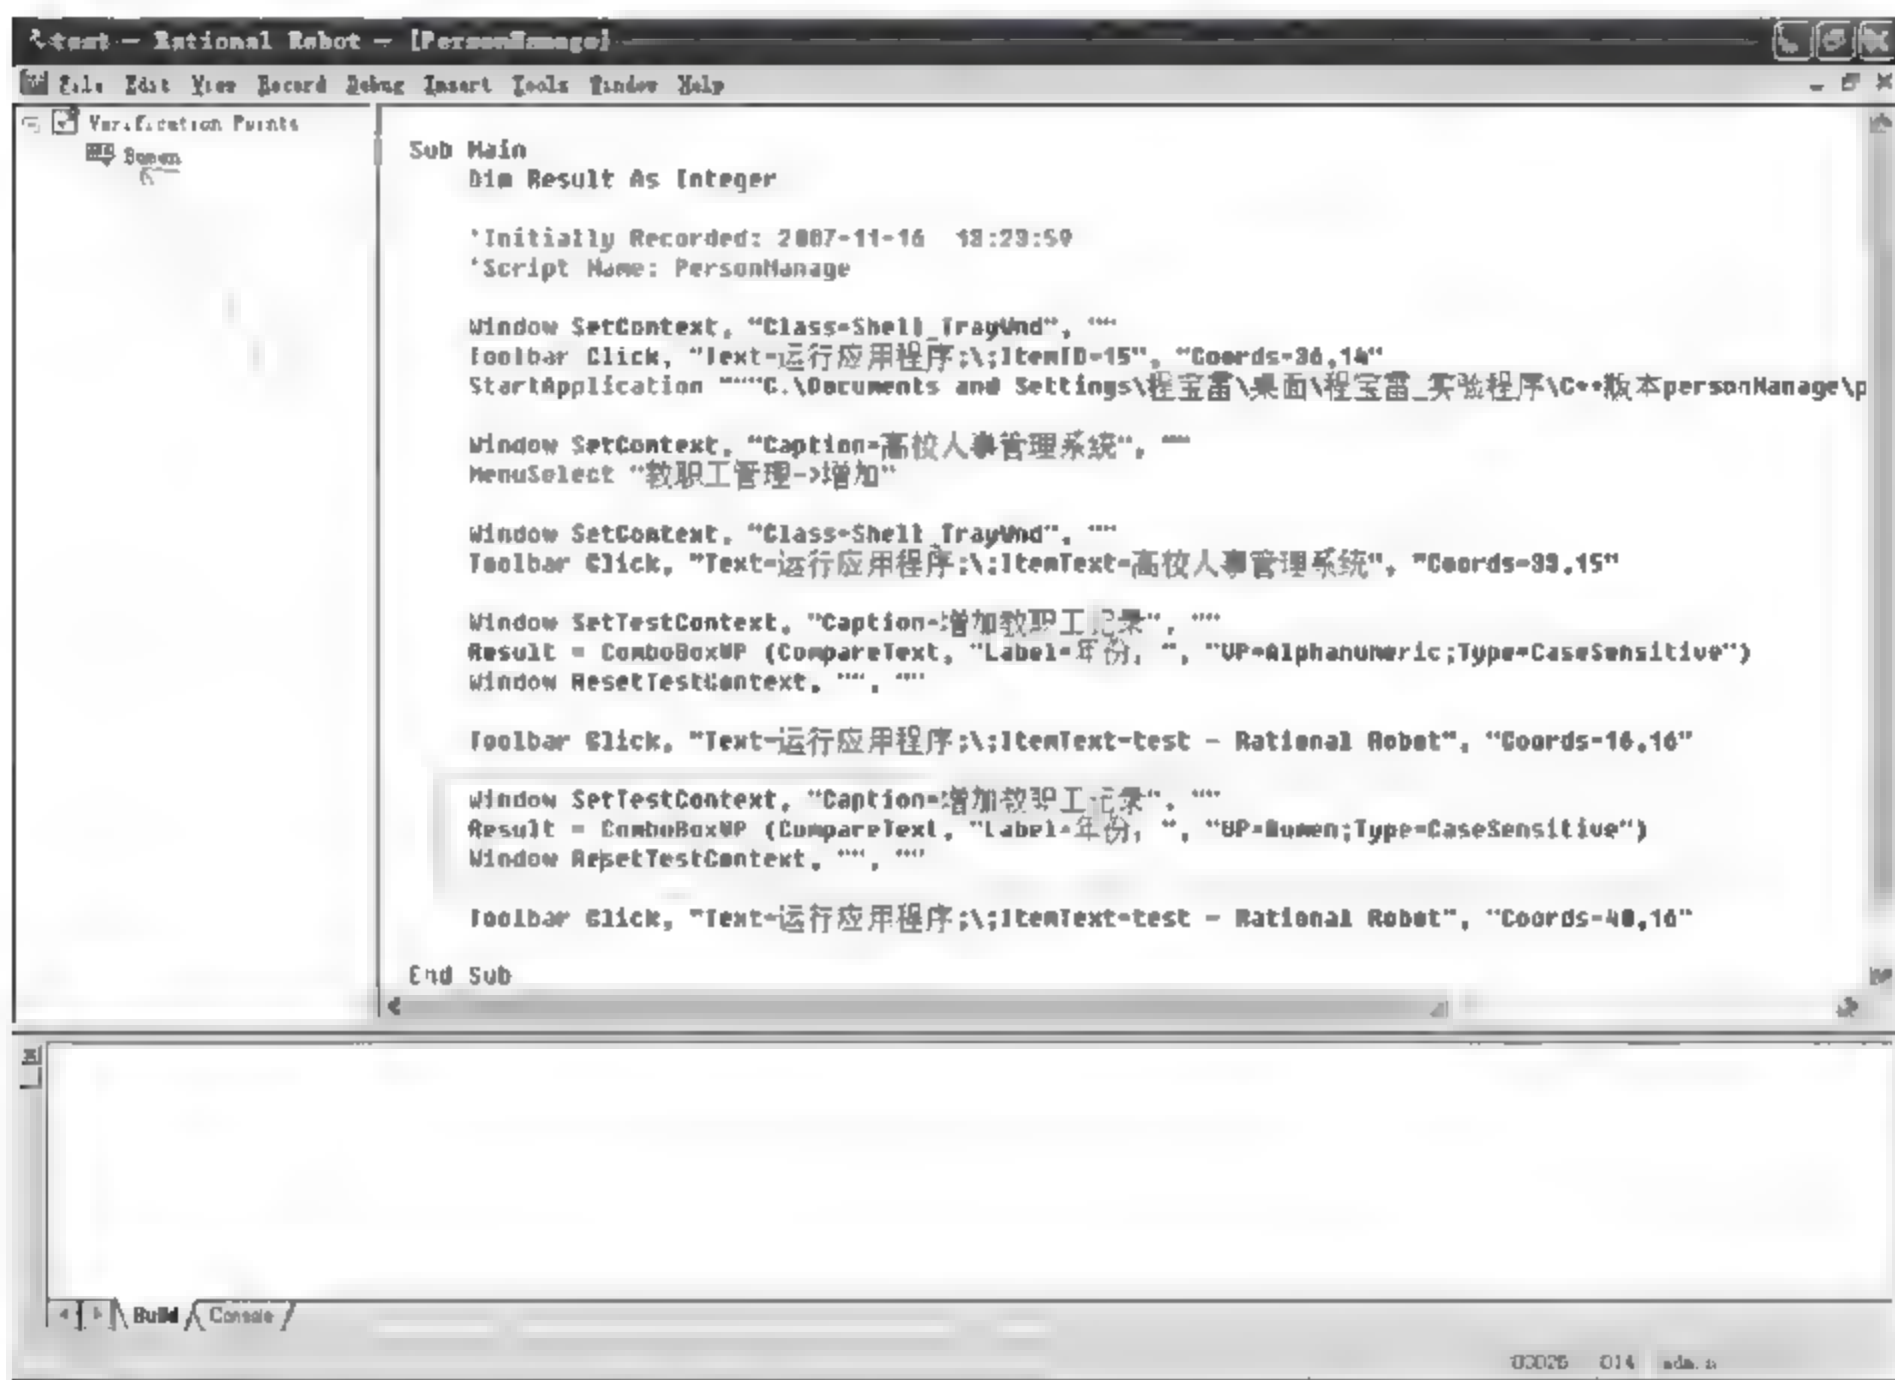 test - Rational Robot - [PersonManage]
File Edit View Record Debug Insert Tools Window Help
Verification Points
Sub Main
Dim Result As Integer
'Initially Recorded: 2007-11-16 18:23:59
'Script Name: PersonManage
Window SetContext, "Class=Shell_TrayWnd", ""
Toolbar Click, "Text=运行应用程序;\;ItemID=15", "Coords=36,14"
StartApplication """"C:\Documents and Settings\程宝雷\桌面\程宝雷_实验程序\C++版本personManage\p
Window SetContext, "Caption=高校人事管理系统", ""
MenuSelect "教职工管理->增加"
Window SetContext, "Class=Shell_TrayWnd", ""
Toolbar Click, "Text=运行应用程序;\;ItemText=高校人事管理系统", "Coords=33,15"
Window SetTestContext, "Caption=增加教职工记录", ""
Result = ComboBoxVP (CompareText, "Label=年份: ", "VP=Alphanumeric;Type=CaseSensitive")
Window ResetTestContext, "", ""
Toolbar Click, "Text=运行应用程序;\;ItemText=test - Rational Robot", "Coords=16,16"
Window SetTestContext, "Caption=增加教职工记录", ""
Result = ComboBoxVP (CompareText, "Label=年份: ", ;Type=CaseSensitive")
Window ResetTestContext, "", ""
Toolbar Click, "Text=运行应用程序;\;ItemText=test - Rational Robot", "Coords=40,16"
End Sub
Build Console
00026 014 admin